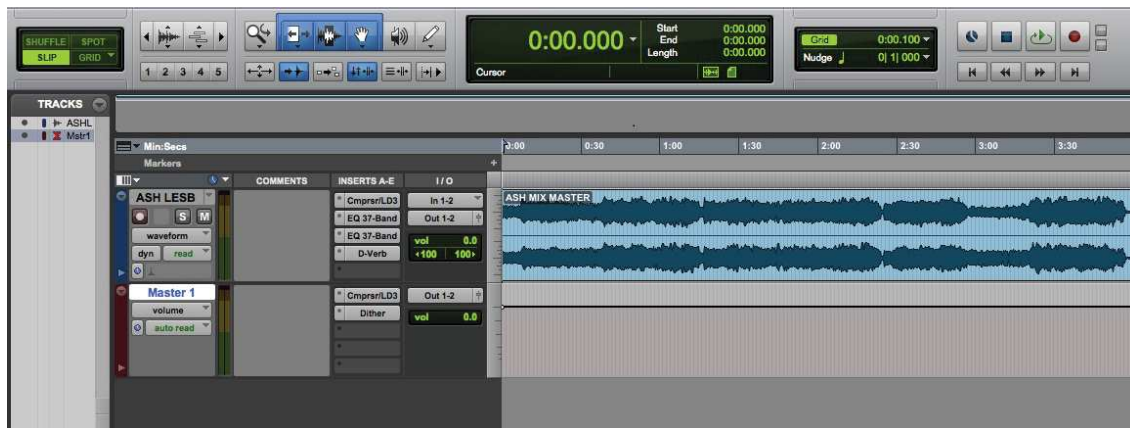 SHUFFLE SPOT
SLIP GRID
1 2 3 4 5
0:00.000
Start 0:00.000
End 0:00.000
Length 0:00.000
Cursor
Grid 0:00.100
Nudge 0| 1| 000
TRACKS
ASHL
Mstr1
Min:Secs
0:00 0:30 1:00 1:30 2:00 2:30 3:00 3:30
Markers
COMMENTS INSERTS A-E I / O
ASH LESB
S M
waveform
dyn read
Cmprsr/LD3
EQ 37-Band
EQ 37-Band
D-Verb
In 1-2
Out 1-2
vol 0.0
100 100
ASH MIX MASTER
Master 1
volume
auto read
Cmprsr/LD3
Dither
Out 1-2
vol 0.0